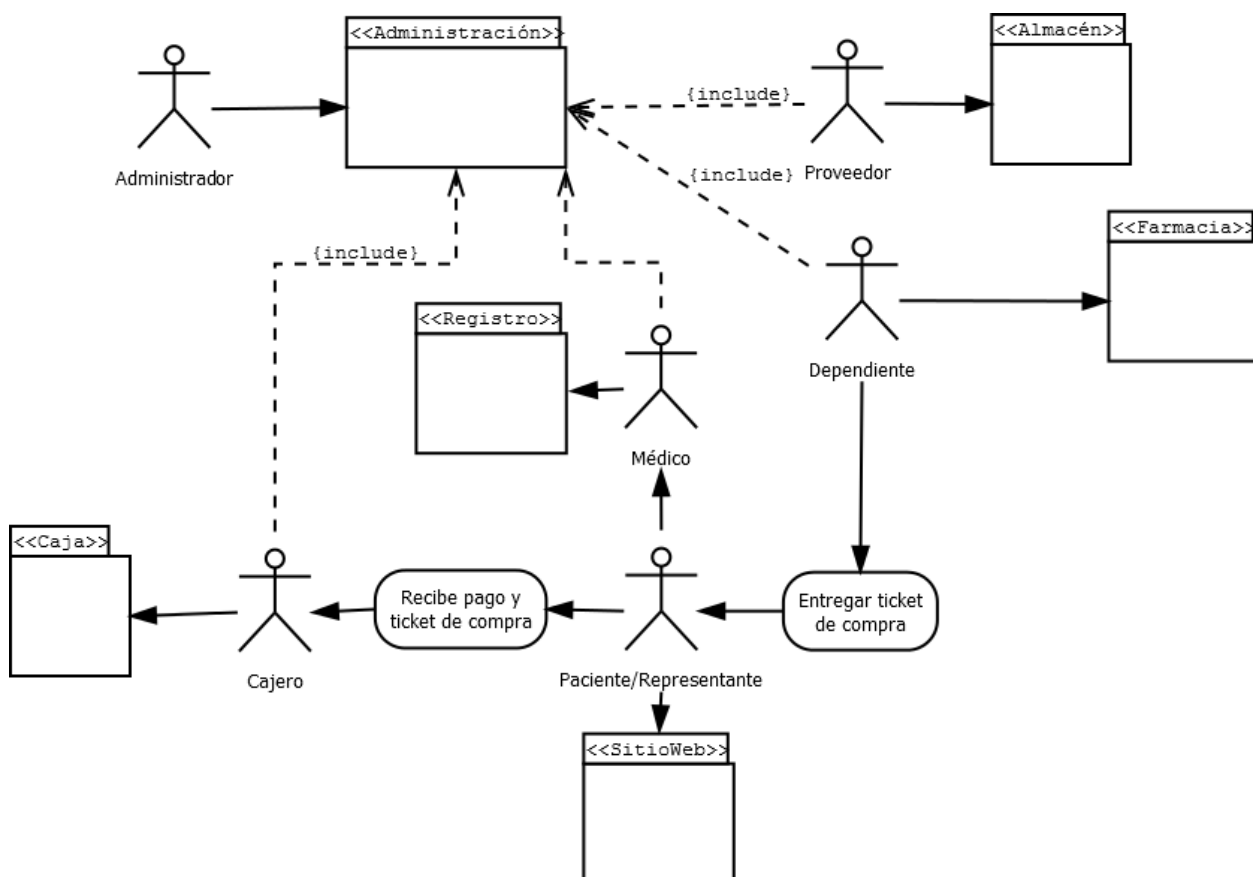 <<Administración>>
<<Almacén>>
{include}
Administrador
Proveedor
{include}
<<Farmacia>>
{include}
<<Registro>>
Dependiente
Médico
<<Caja>>
Recibe pago y
ticket de compra
Entregar ticket
de compra
Cajero
Paciente/Representante
<<SitioWeb>>